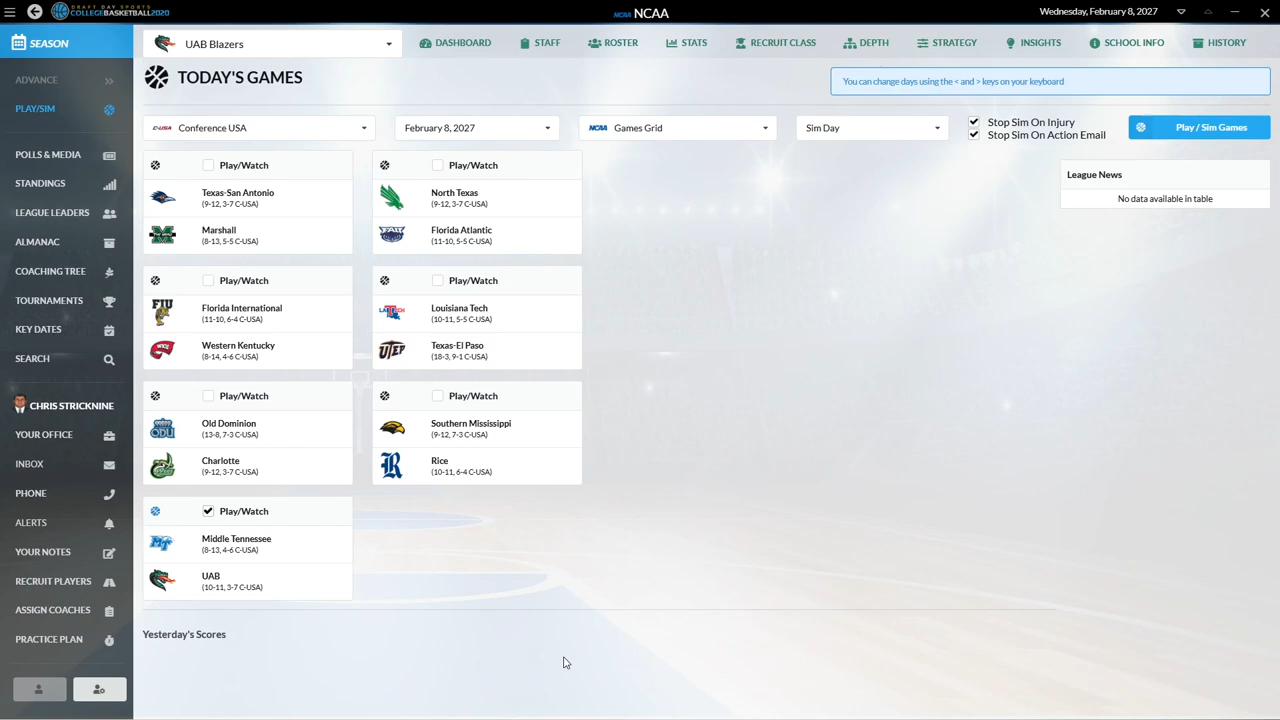 DRAFT DAY SPORTS
COLLEGE BASKETBALL 2020
NCAA NCAA
Wednesday, February 8, 2027
SEASON
UAB Blazers
DASHBOARD
STAFF
ROSTER
STATS
RECRUIT CLASS
DEPTH
STRATEGY
INSIGHTS
SCHOOL INFO
HISTORY
TODAY'S GAMES
You can change days using the < and > keys on your keyboard
ADVANCE
PLAY/SIM
POLLS & MEDIA
STANDINGS
LEAGUE LEADERS
ALMANAC
COACHING TREE
TOURNAMENTS
KEY DATES
SEARCH
CHRIS STRICKNINE
YOUR OFFICE
INBOX
PHONE
ALERTS
YOUR NOTES
RECRUIT PLAYERS
ASSIGN COACHES
PRACTICE PLAN
C-USA Conference USA
February 8, 2027
NCAA Games Grid
Sim Day
Stop Sim On Injury
Stop Sim On Action Email
Play / Sim Games
Play/Watch
Texas-San Antonio
(9-12, 3-7 C-USA)
Marshall
(8-13, 5-5 C-USA)
Play/Watch
North Texas
(9-12, 3-7 C-USA)
Florida Atlantic
(11-10, 5-5 C-USA)
Play/Watch
Florida International
(11-10, 6-4 C-USA)
Western Kentucky
(8-14, 4-6 C-USA)
Play/Watch
Louisiana Tech
(10-11, 5-5 C-USA)
Texas-El Paso
(18-3, 9-1 C-USA)
Play/Watch
Old Dominion
(13-8, 7-3 C-USA)
Charlotte
(9-12, 3-7 C-USA)
Play/Watch
Southern Mississippi
(9-12, 7-3 C-USA)
Rice
(10-11, 6-4 C-USA)
Play/Watch
Middle Tennessee
(8-13, 4-6 C-USA)
UAB
(10-11, 3-7 C-USA)
League News
No data available in table
Yesterday's Scores